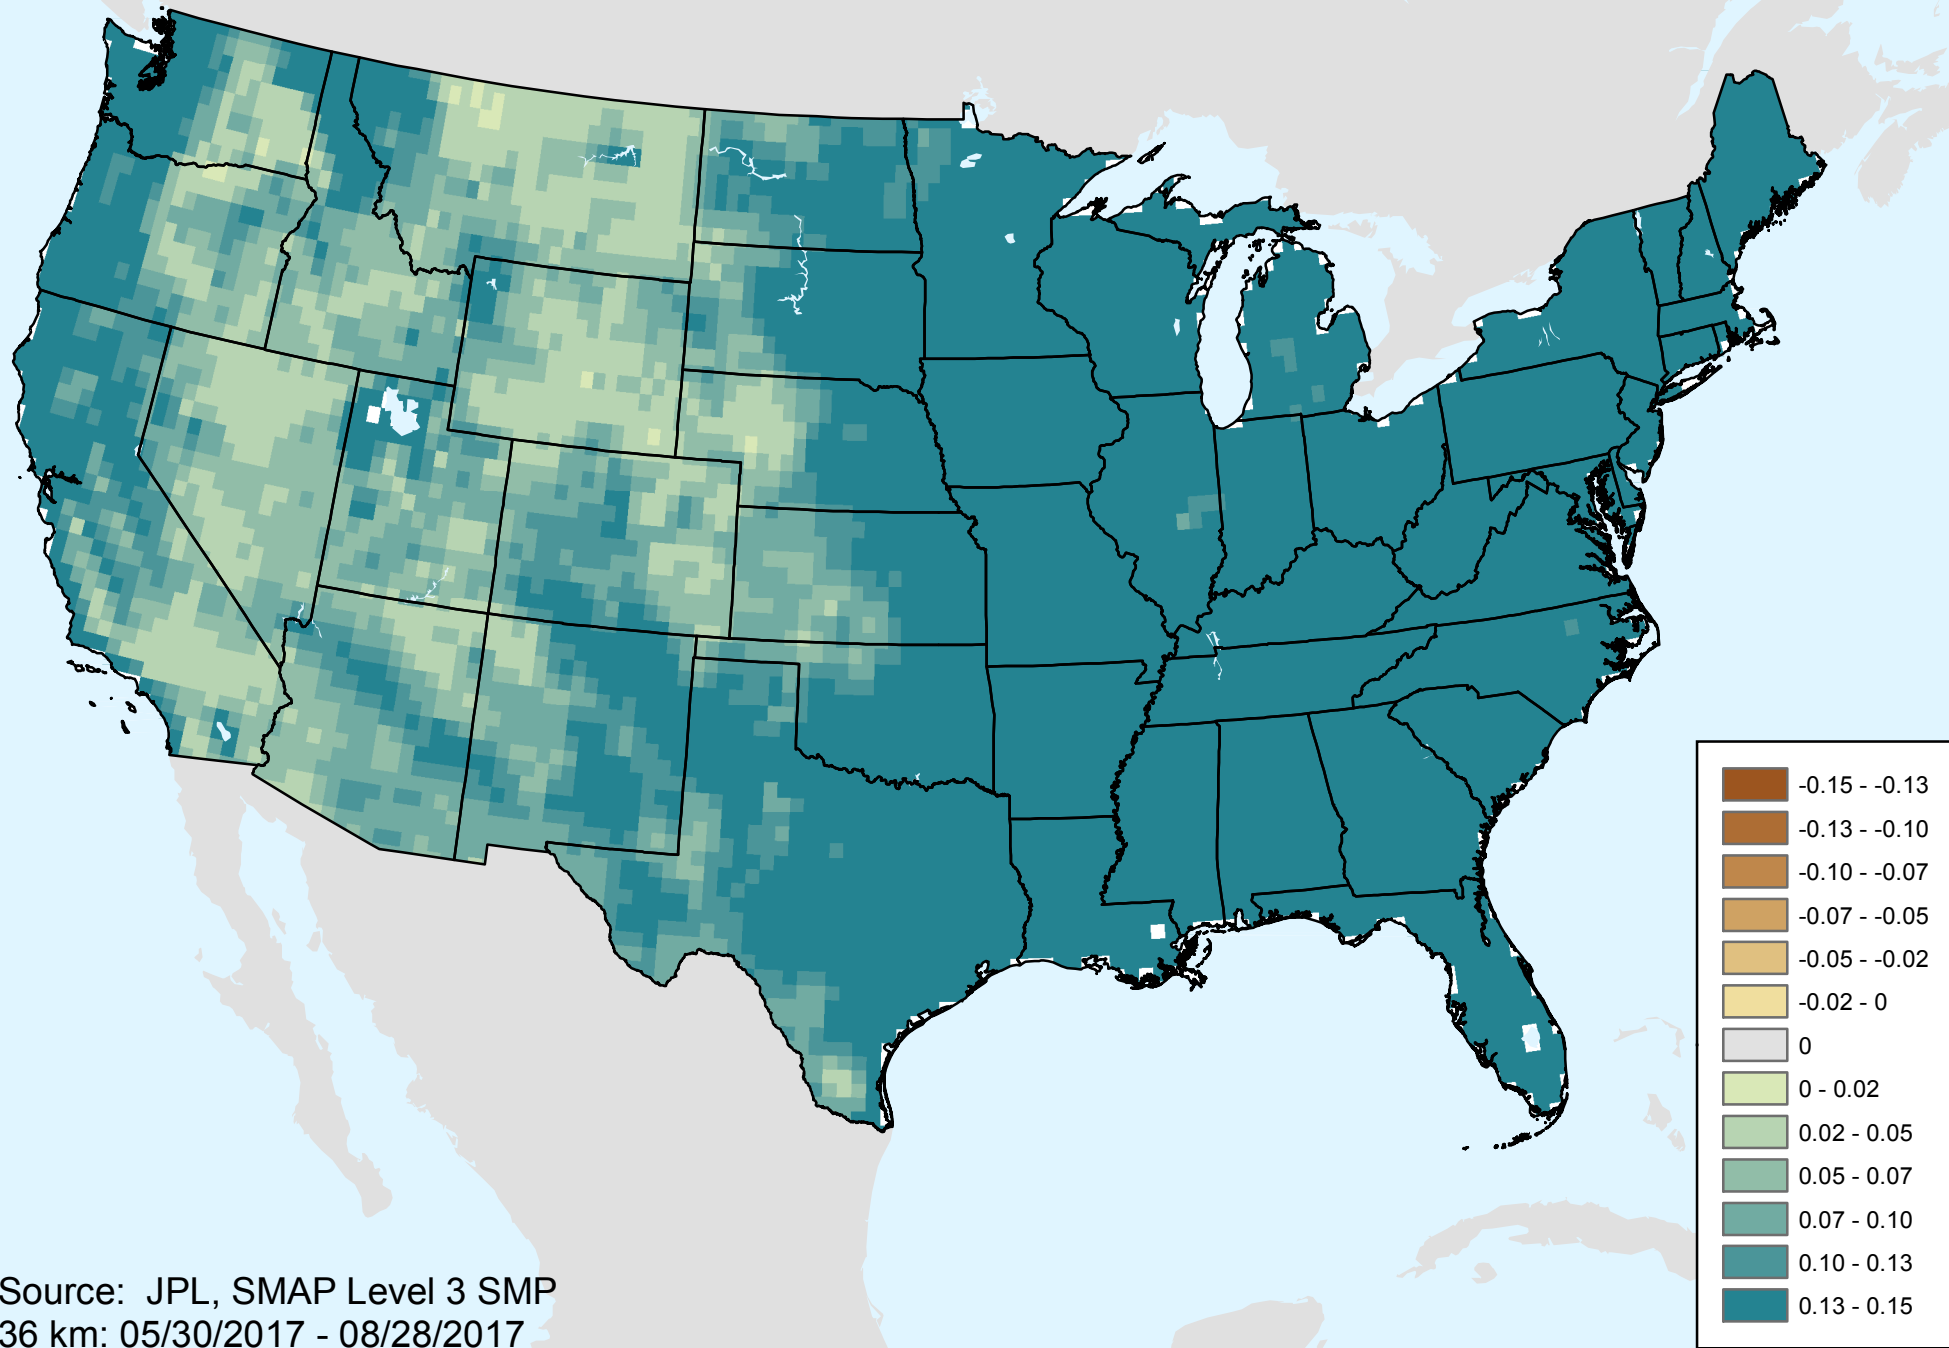 -0.15 - -0.13
-0.13 - -0.10
-0.10 - -0.07
-0.07 - -0.05
-0.05 - -0.02
-0.02 - 0
0
0 - 0.02
0.02 - 0.05
0.05 - 0.07
0.07 - 0.10
0.10 - 0.13
0.13 - 0.15
Source: JPL, SMAP Level 3 SMP
36 km: 05/30/2017 - 08/28/2017